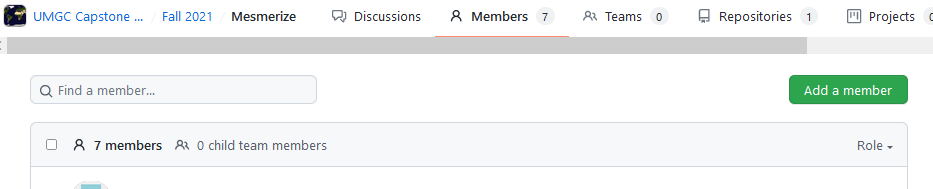 UMGC Capstone ... / Fall 2021 Mesmerize Discussions Members 7 Teams 0 Repositories 1 Projects
Find a member... Add a member
7 members 0 child team members Role